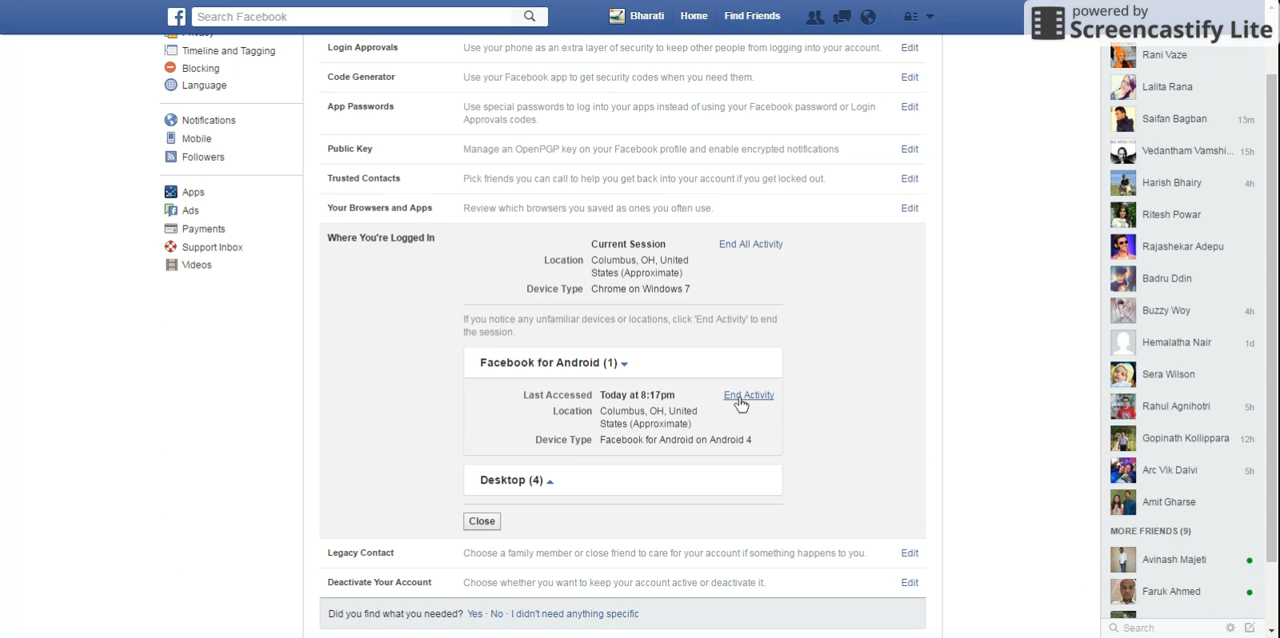 powered by
Screencastify Lite
Search Facebook
Bharati
Home
Find Friends
Privacy
Timeline and Tagging
Blocking
Language
Notifications
Mobile
Followers
Apps
Ads
Payments
Support Inbox
Videos
Login Approvals Use your phone as an extra layer of security to keep other people from logging into your account. Edit
Code Generator Use your Facebook app to get security codes when you need them. Edit
App Passwords Use special passwords to log into your apps instead of using your Facebook password or Login Edit
Approvals codes.
Public Key Manage an OpenPGP key on your Facebook profile and enable encrypted notifications Edit
Trusted Contacts Pick friends you can call to help you get back into your account if you get locked out. Edit
Your Browsers and Apps Review which browsers you saved as ones you often use. Edit
Where You're Logged In
Current Session End All Activity
Location Columbus, OH, United
States (Approximate)
Device Type Chrome on Windows 7
If you notice any unfamiliar devices or locations, click 'End Activity' to end
the session.
Facebook for Android (1)
Last Accessed Today at 8:17pm End Activity
Location Columbus, OH, United
States (Approximate)
Device Type Facebook for Android on Android 4
Desktop (4)
Close
Legacy Contact Choose a family member or close friend to care for your account if something happens to you. Edit
Deactivate Your Account Choose whether you want to keep your account active or deactivate it. Edit
Did you find what you needed? Yes · No · I didn't need anything specific
Rani Vaze
Lalita Rana
Saifan Bagban 13m
Vedantham Vamshi... 15h
Harish Bhairy 4h
Ritesh Powar
Rajashekar Adepu
Badru Ddin
Buzzy Woy 4h
Hemalatha Nair 1d
Sera Wilson
Rahul Agnihotri 5h
Gopinath Kollippara 12h
Arc Vik Dalvi 5h
Amit Gharse
MORE FRIENDS (9)
Avinash Majeti
Faruk Ahmed
Search